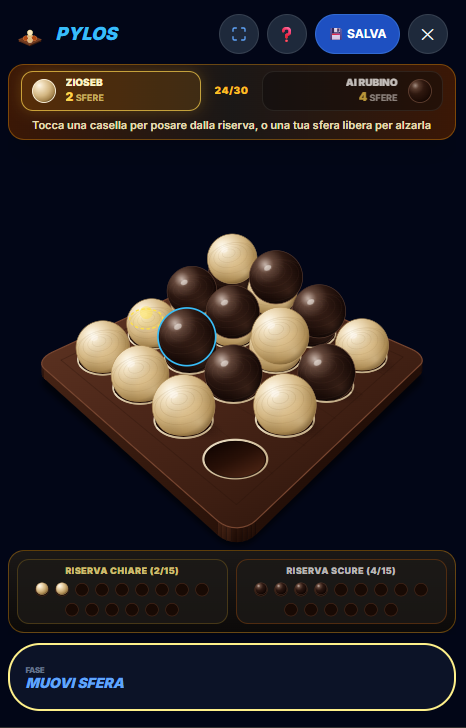 PYLOS
SALVA
ZIOSEB
2 SFERE
24/30
AI RUBINO
4 SFERE
Tocca una casella per posare dalla riserva, o una tua sfera libera per alzarla
RISERVA CHIARE (2/15)
RISERVA SCURE (4/15)
FASE
MUOVI SFERA